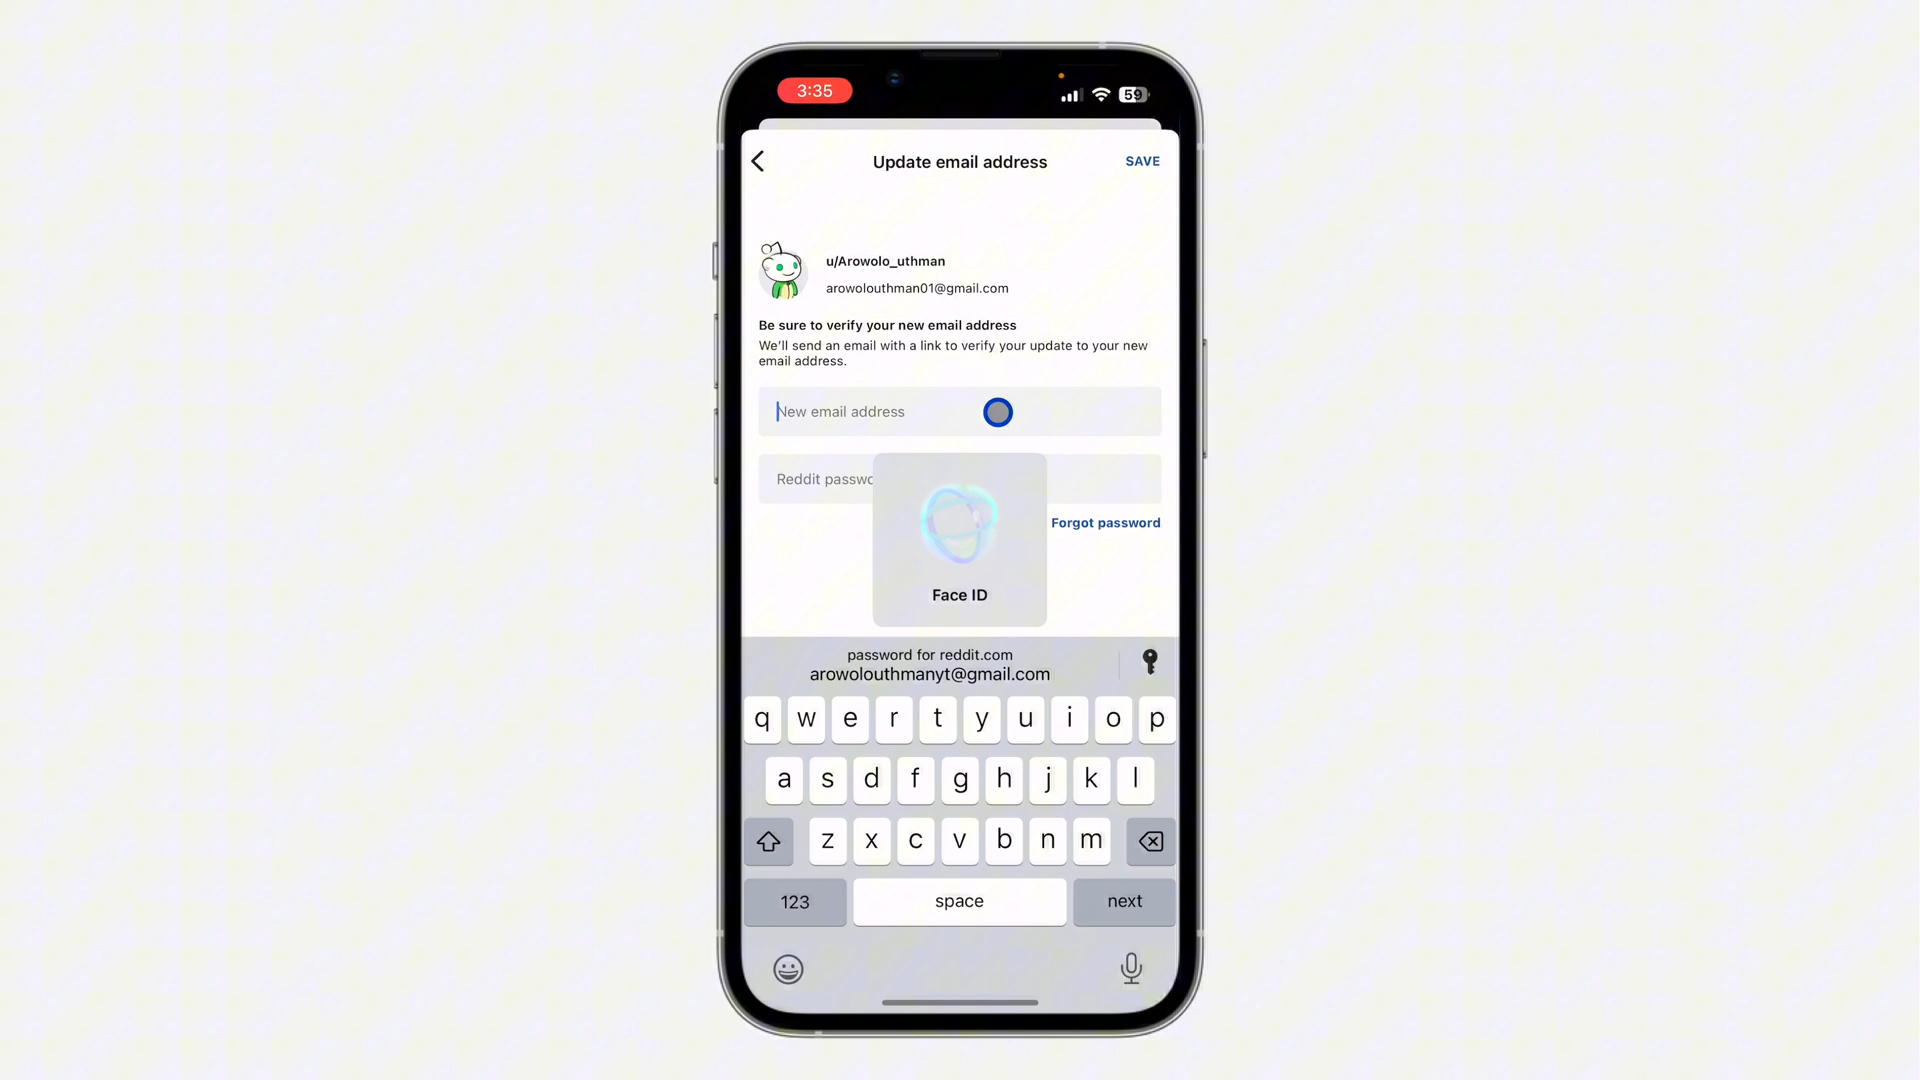 3:35
59
Update email address
SAVE
u/Arowolo_uthman
arowolouthman01@gmail.com
Be sure to verify your new email address
We'll send an email with a link to verify your update to your new
email address.
New email address
Reddit passwo
Forgot password
Face ID
password for reddit.com
arowolouthmanyt@gmail.com
q w e r t y u i o p
a s d f g h j k l
z x c v b n m
123 space next